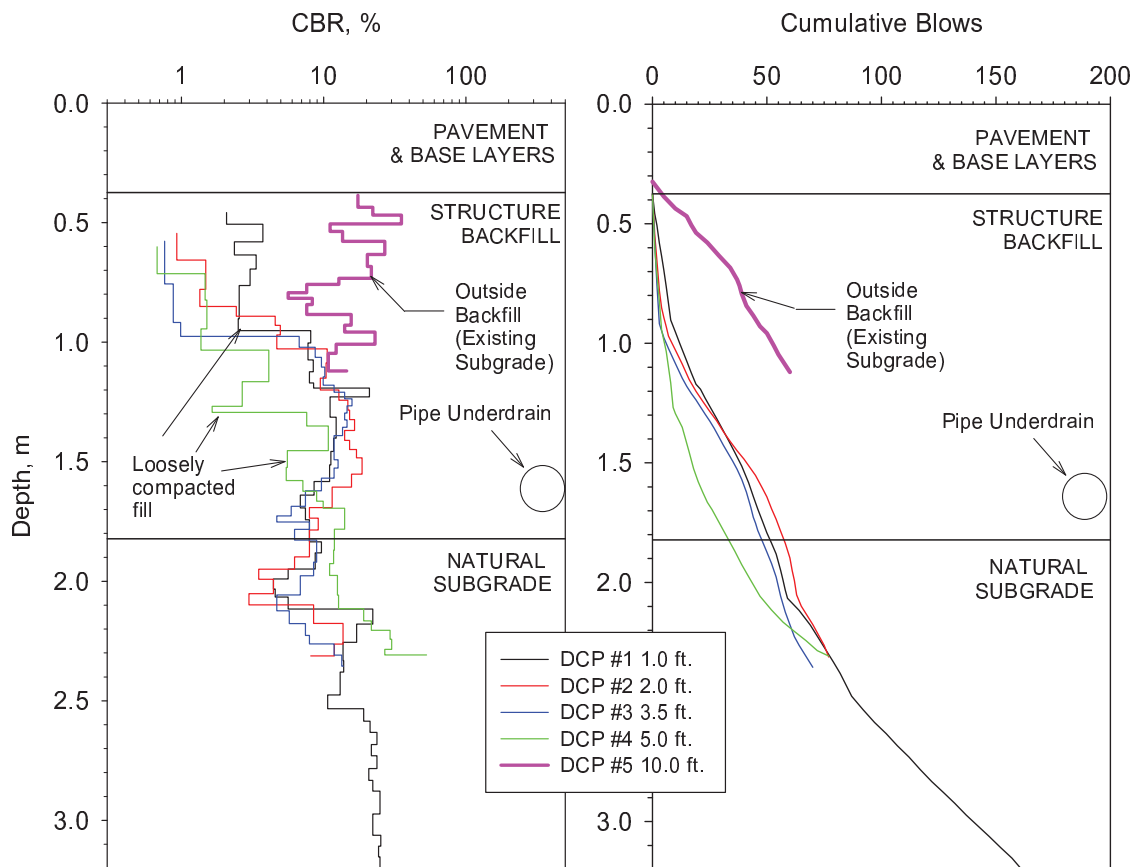 CBR, %
1 10 100
Depth, m
0.0
0.5
1.0
1.5
2.0
2.5
3.0
PAVEMENT
& BASE LAYERS
STRUCTURE
BACKFILL
Outside
Backfill
(Existing
Subgrade)
Pipe Underdrain
Loosely
compacted
fill
NATURAL
SUBGRADE
Cumulative Blows
0 50 100 150 200
0.0
0.5
1.0
1.5
2.0
2.5
3.0
PAVEMENT
& BASE LAYERS
STRUCTURE
BACKFILL
Outside
Backfill
(Existing
Subgrade)
Pipe Underdrain
NATURAL
SUBGRADE
DCP #1 1.0 ft.
DCP #2 2.0 ft.
DCP #3 3.5 ft.
DCP #4 5.0 ft.
DCP #5 10.0 ft.